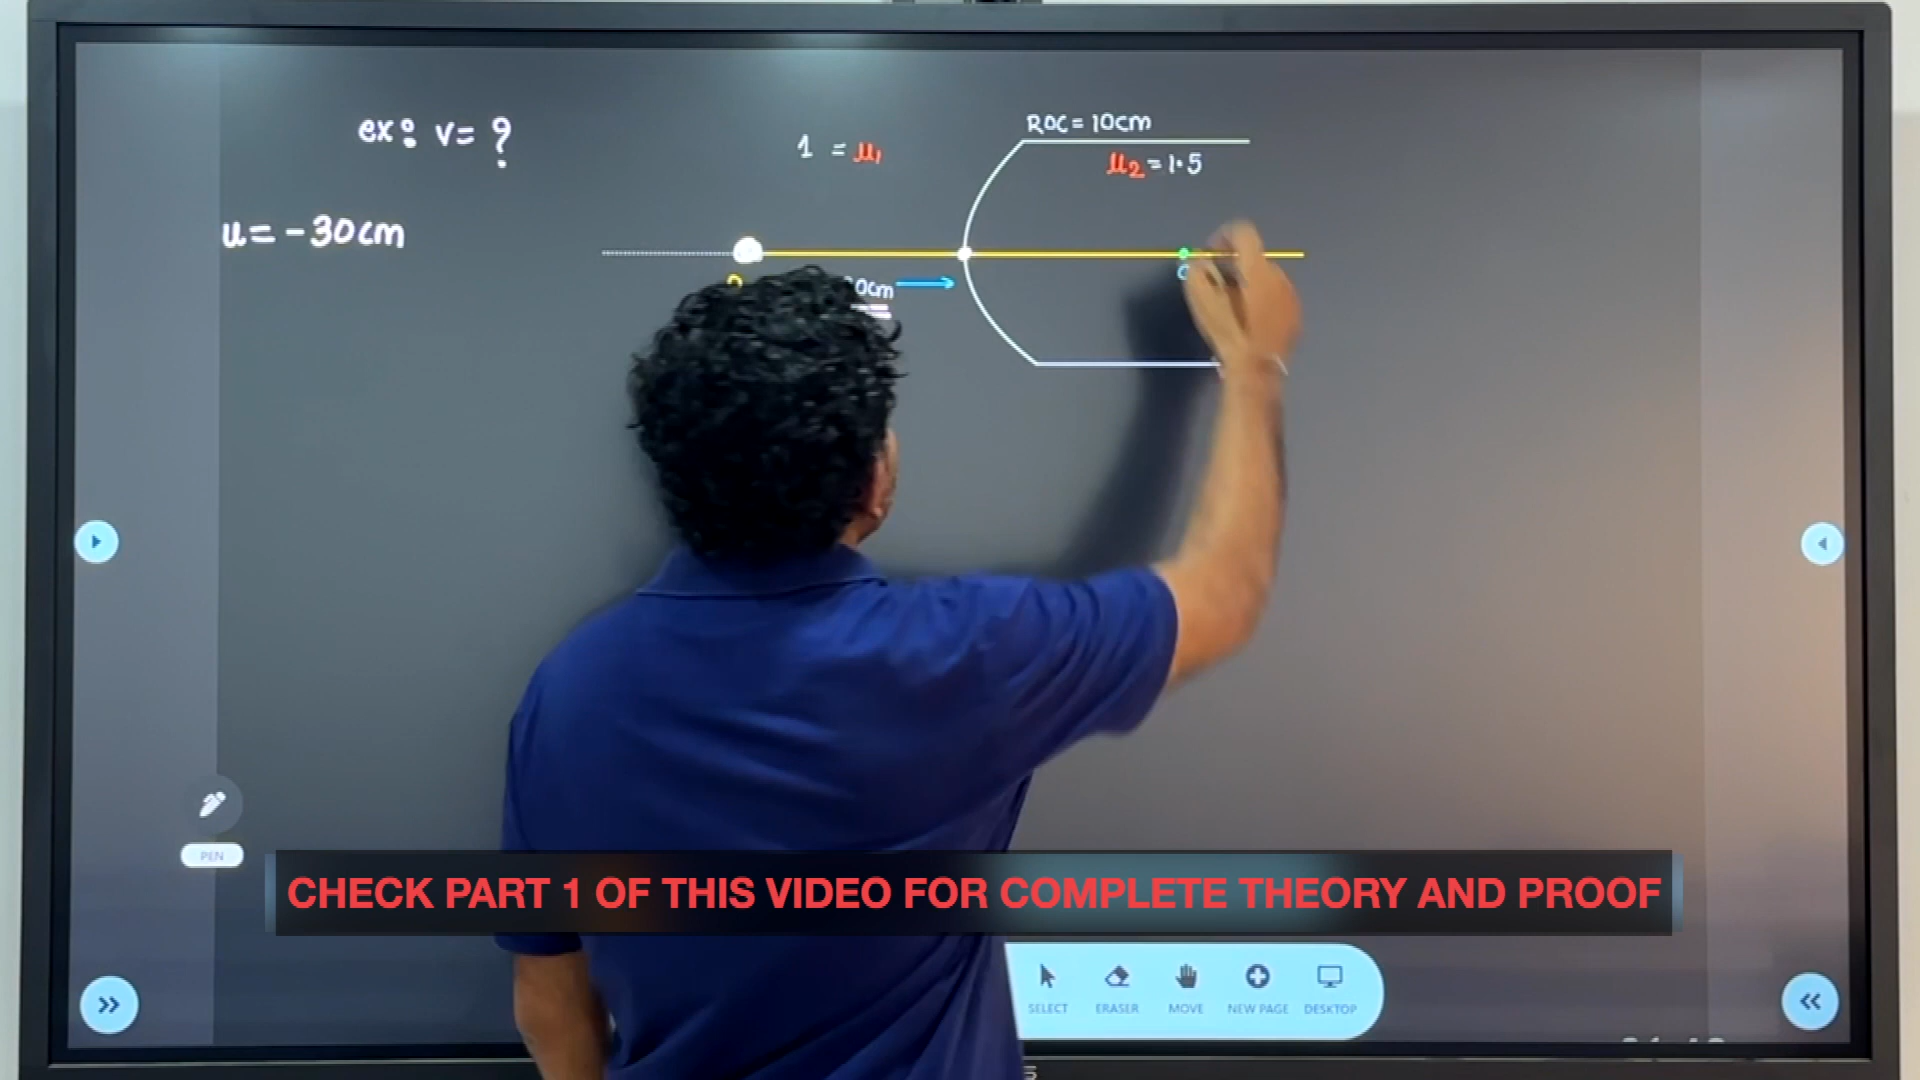 ex: v= ?
1 = μ₁
ROC = 10cm
μ₂ = 1.5
u = -30cm
0cm
C
PEN
CHECK PART 1 OF THIS VIDEO FOR COMPLETE THEORY AND PROOF
SELECT ERASER MOVE NEW PAGE DESKTOP